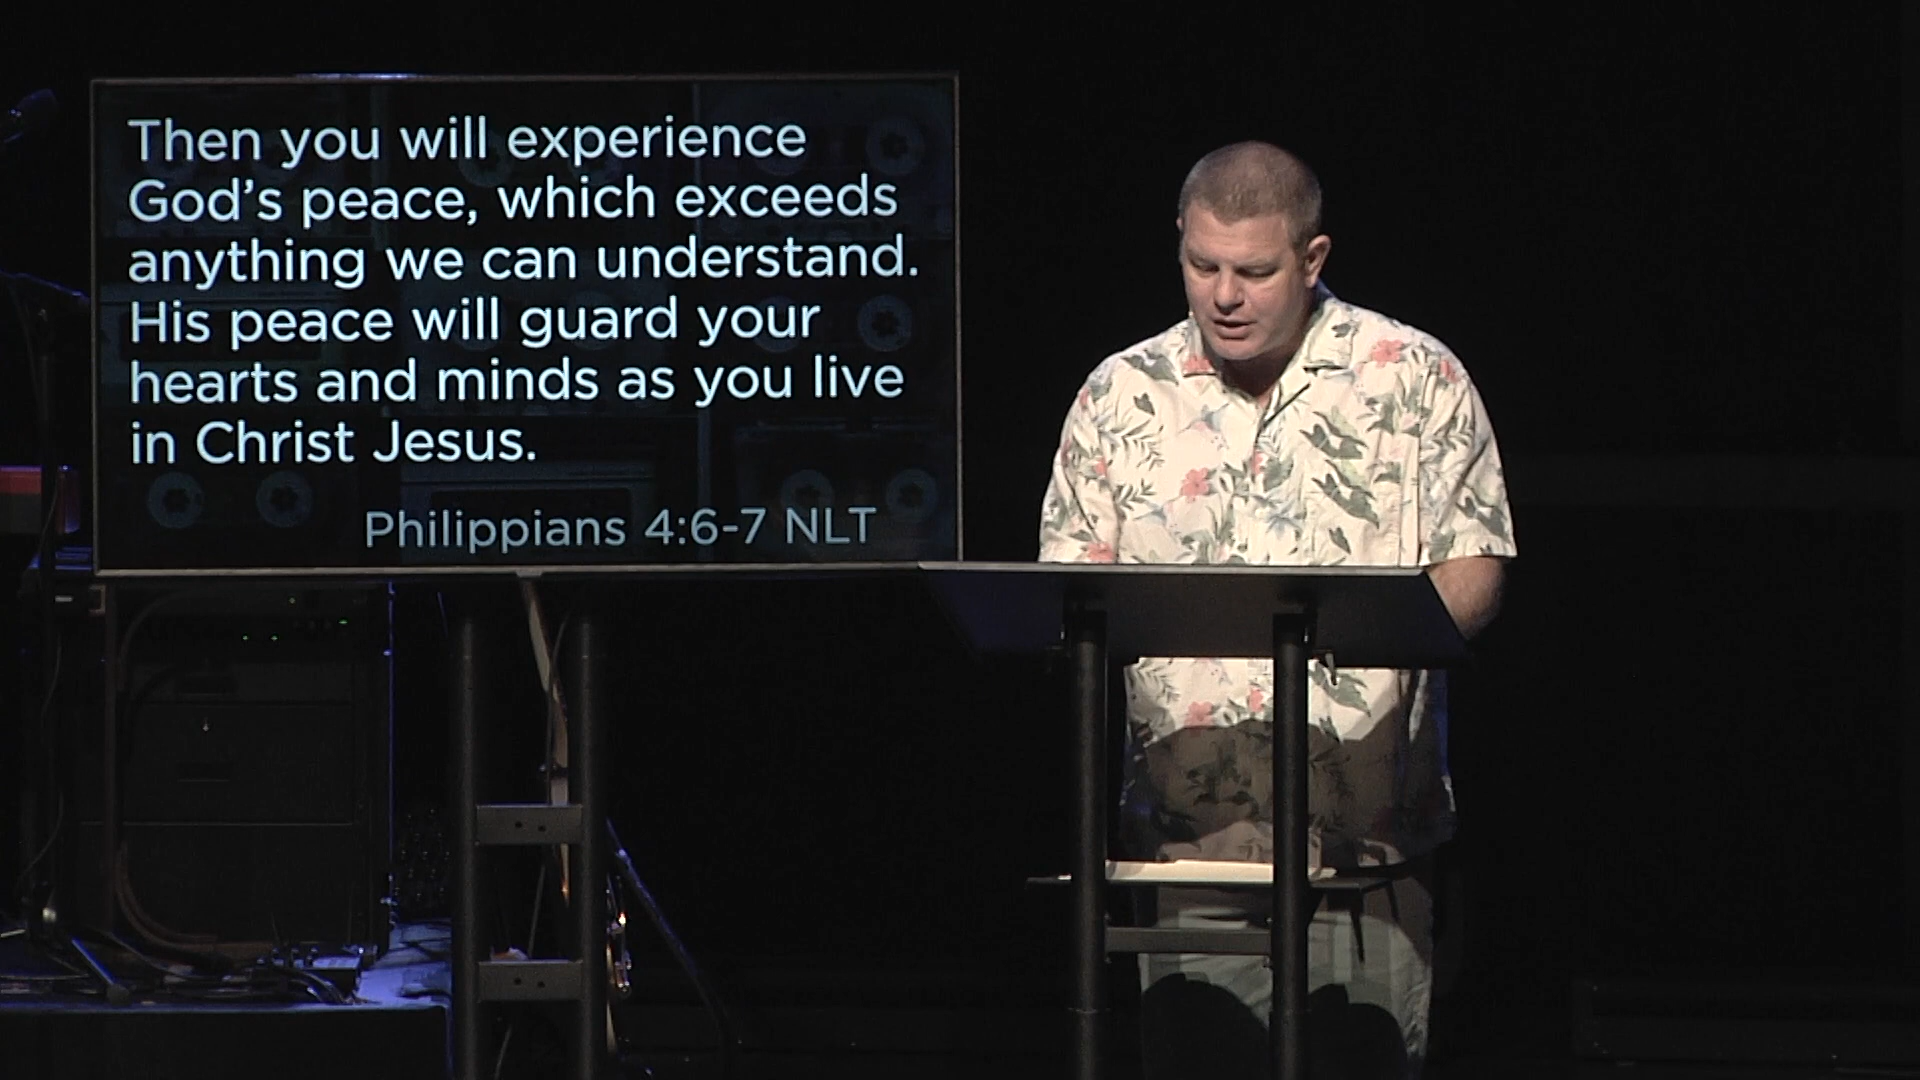 Then you will experience
God’s peace, which exceeds
anything we can understand.
His peace will guard your
hearts and minds as you live
in Christ Jesus.
Philippians 4:6-7 NLT